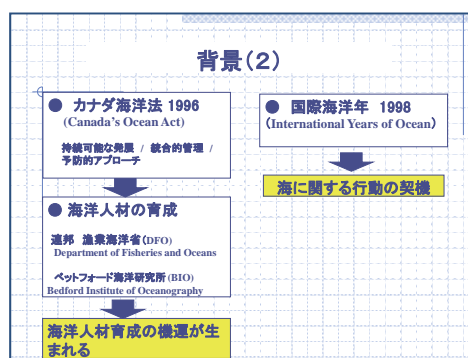 背景(2)
● カナダ海洋法 1996
(Canada's Ocean Act)
持続可能な発展 / 統合的管理 /
予防的アプローチ
● 海洋人材の育成
連邦 漁業海洋省(DFO)
Department of Fisheries and Oceans
ベットフォード海洋研究所(BIO)
Bedford Institute of Oceanography
海洋人材育成の機運が生
まれる
● 国際海洋年 1998
(International Years of Ocean)
海に関する行動の契機